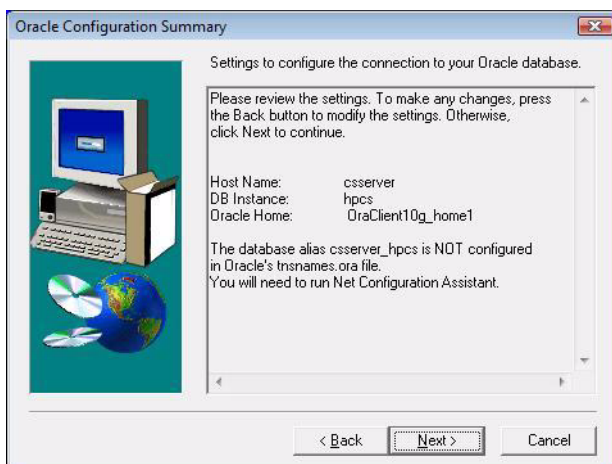 Oracle Configuration Summary
Settings to configure the connection to your Oracle database.
Please review the settings. To make any changes, press
the Back button to modify the settings. Otherwise,
click Next to continue.
Host Name: csserver
DB Instance: hpcs
Oracle Home: OraClient10g_home1
The database alias csserver_hpcs is NOT configured
in Oracle's tnsnames.ora file.
You will need to run Net Configuration Assistant.
< Back Next > Cancel